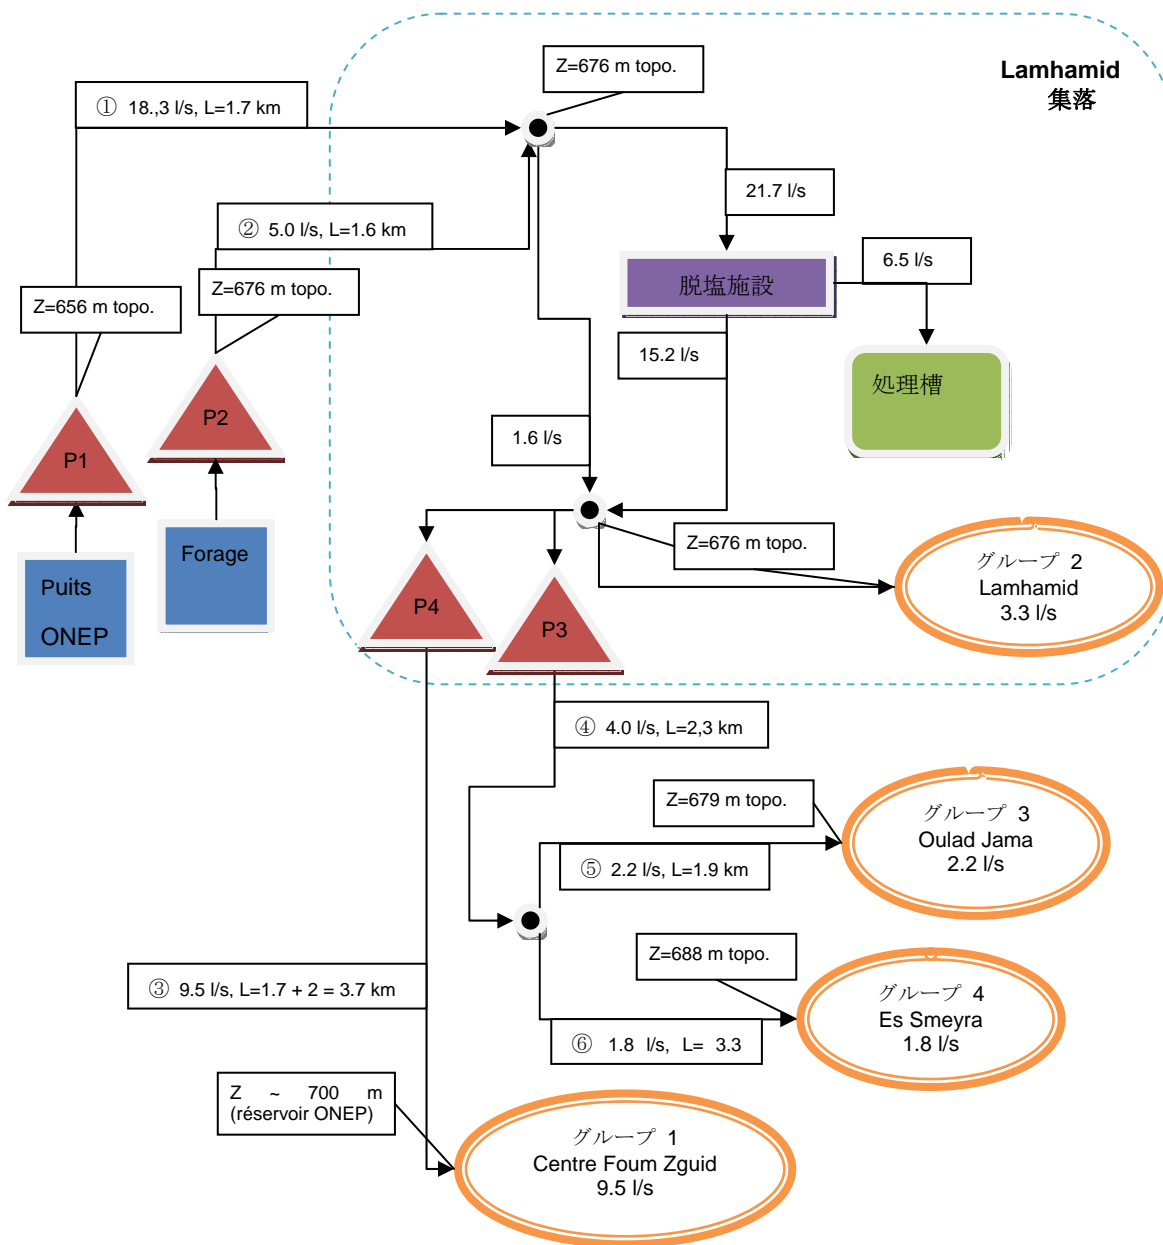 Z=676 m topo.
Lamhamid
集落
① 18.,3 l/s, L=1.7 km
21.7 l/s
② 5.0 l/s, L=1.6 km
6.5 l/s
Z=676 m topo.
脱塩施設
Z=656 m topo.
15.2 l/s
処理槽
P2
P1
1.6 l/s
Forage
Z=676 m topo.
グループ 2
Lamhamid
3.3 l/s
Puits
ONEP
P4
P3
④ 4.0 l/s, L=2,3 km
Z=679 m topo.
グループ 3
Oulad Jama
2.2 l/s
⑤ 2.2 l/s, L=1.9 km
Z=688 m topo.
③ 9.5 l/s, L=1.7 + 2 = 3.7 km
グループ 4
Es Smeyra
1.8 l/s
⑥ 1.8 l/s, L= 3.3
Z ~ 700 m
(réservoir ONEP)
グループ 1
Centre Foum Zguid
9.5 l/s